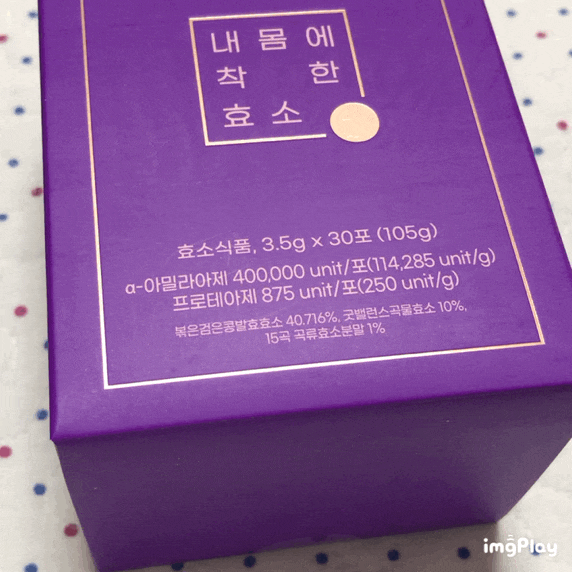 내 몸에
착 한
효소
효소식품, 3.5g x 30포 (105g)
α-아밀라아제 400,000 unit/포(114,285 unit/g)
프로테아제 875 unit/포(250 unit/g)
볶은검은콩발효효소 40.716%, 굿밸런스곡물효소 10%,
15곡 곡류효소분말 1%
imgPlay